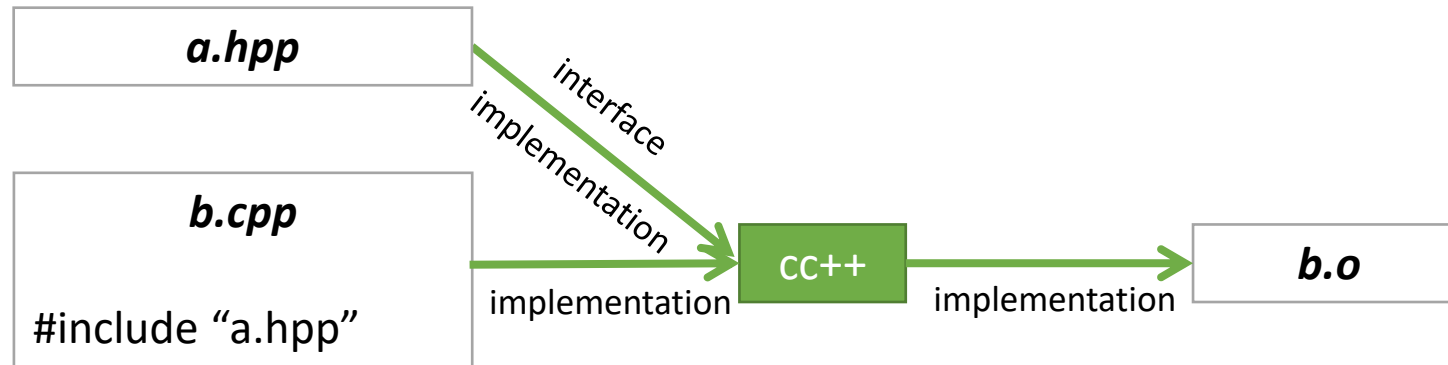 a.hpp
interface
implementation
b.cpp
#include “a.hpp”
implementation
cc++
implementation
b.o